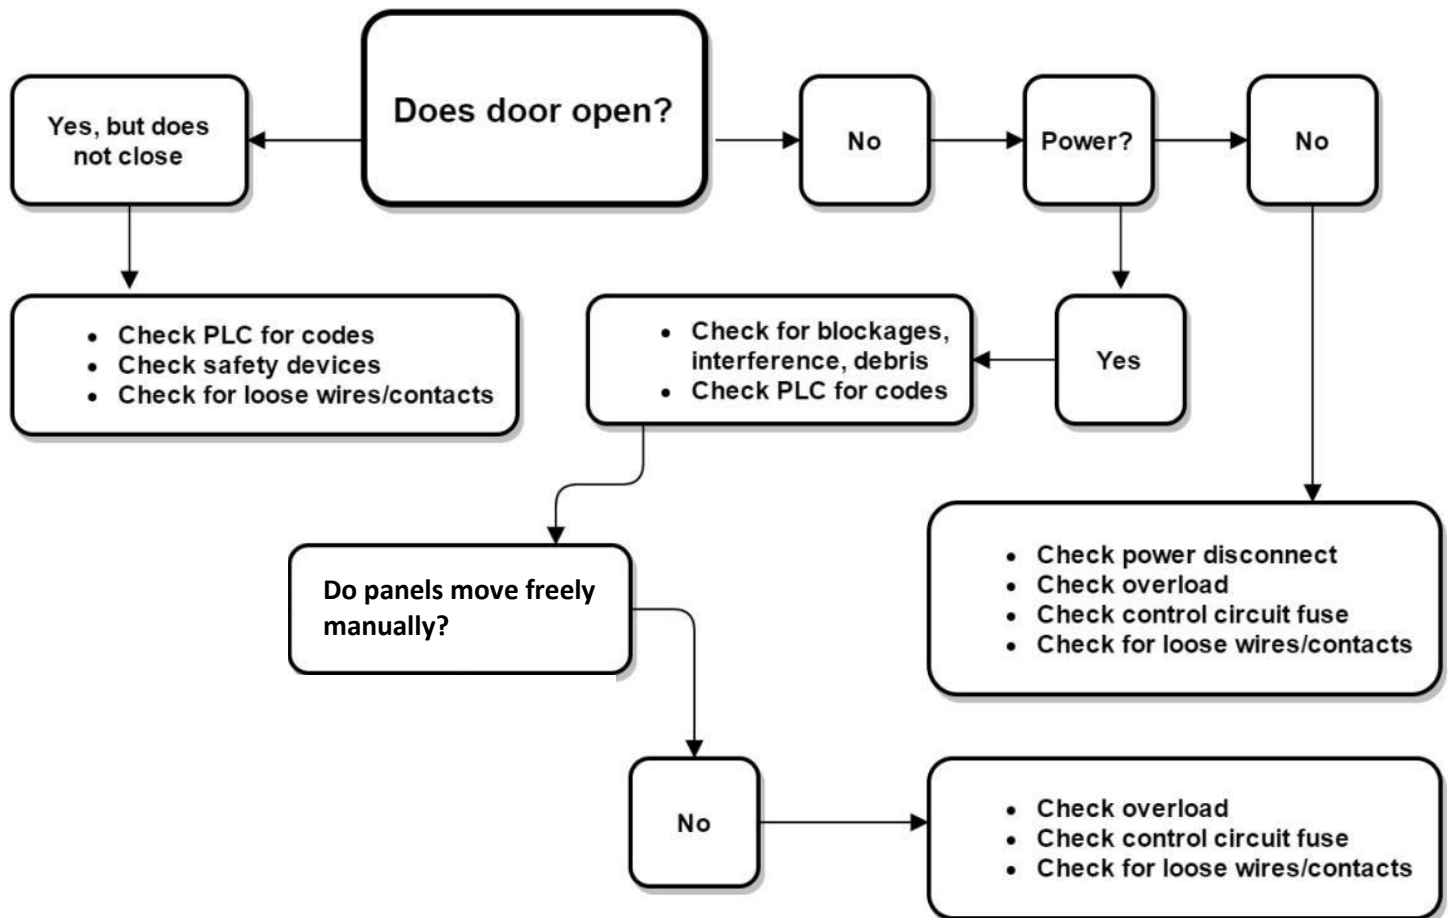 Does door open?
Yes, but does
not close
No
Power?
No
• Check PLC for codes
• Check safety devices
• Check for loose wires/contacts
• Check for blockages,
interference, debris
• Check PLC for codes
Yes
• Check power disconnect
• Check overload
• Check control circuit fuse
• Check for loose wires/contacts
Do panels move freely
manually?
No
• Check overload
• Check control circuit fuse
• Check for loose wires/contacts